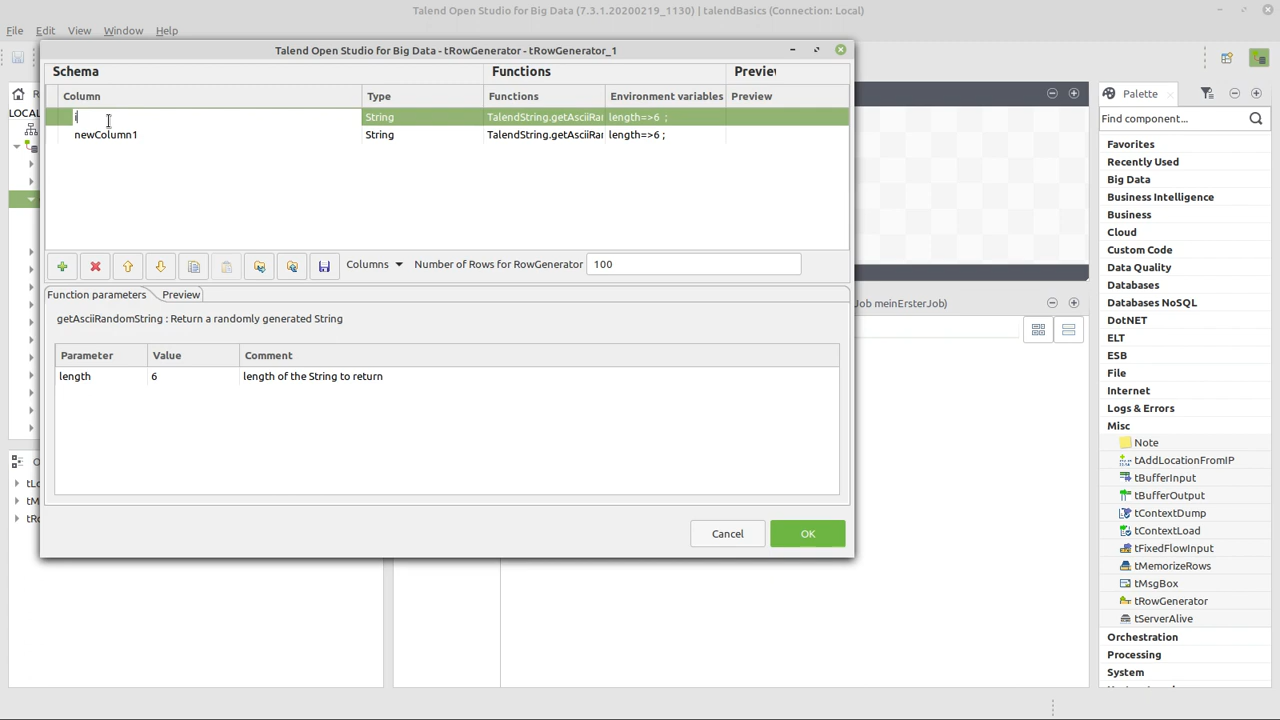 Talend Open Studio for Big Data (7.3.1.20200219_1130) | talendBasics (Connection: Local)
File Edit View Window Help
Talend Open Studio for Big Data - tRowGenerator - tRowGenerator_1
Schema Functions Preview
Column Type Functions Environment variables Preview
i String TalendString.getAsciiRan length=>6 ;
newColumn1 String TalendString.getAsciiRan length=>6 ;
Columns Number of Rows for RowGenerator 100
Function parameters Preview
getAsciiRandomString : Return a randomly generated String
Parameter Value Comment
length 6 length of the String to return
Cancel OK
LOCAL
Job meinErsterJob)
Palette
Find component...
Favorites
Recently Used
Big Data
Business Intelligence
Business
Cloud
Custom Code
Data Quality
Databases
Databases NoSQL
DotNET
ELT
ESB
File
Internet
Logs & Errors
Misc
Note
tAddLocationFromIP
tBufferInput
tBufferOutput
tContextDump
tContextLoad
tFixedFlowInput
tMemorizeRows
tMsgBox
tRowGenerator
tServerAlive
Orchestration
Processing
System